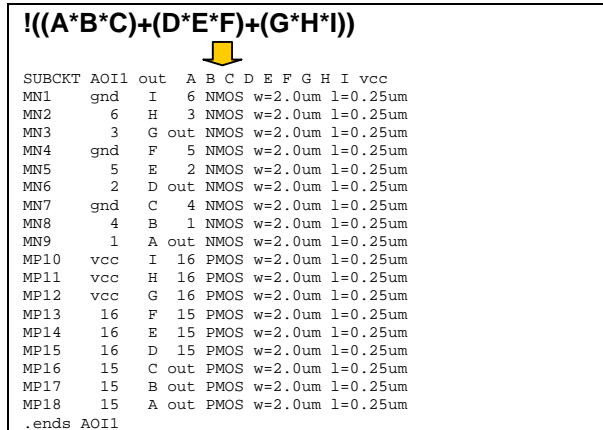 !((A*B*C)+(D*E*F)+(G*H*I))
SUBCKT AOI1 out A B C D E F G H I vcc
MN1 gnd I 6 NMOS w=2.0um l=0.25um
MN2 6 H 3 NMOS w=2.0um l=0.25um
MN3 3 G out NMOS w=2.0um l=0.25um
MN4 gnd F 5 NMOS w=2.0um l=0.25um
MN5 5 E 2 NMOS w=2.0um l=0.25um
MN6 2 D out NMOS w=2.0um l=0.25um
MN7 gnd C 4 NMOS w=2.0um l=0.25um
MN8 4 B 1 NMOS w=2.0um l=0.25um
MN9 1 A out NMOS w=2.0um l=0.25um
MP10 vcc I 16 PMOS w=2.0um l=0.25um
MP11 vcc H 16 PMOS w=2.0um l=0.25um
MP12 vcc G 16 PMOS w=2.0um l=0.25um
MP13 16 F 15 PMOS w=2.0um l=0.25um
MP14 16 E 15 PMOS w=2.0um l=0.25um
MP15 16 D 15 PMOS w=2.0um l=0.25um
MP16 15 C out PMOS w=2.0um l=0.25um
MP17 15 B out PMOS w=2.0um l=0.25um
MP18 15 A out PMOS w=2.0um l=0.25um
.ends AOI1